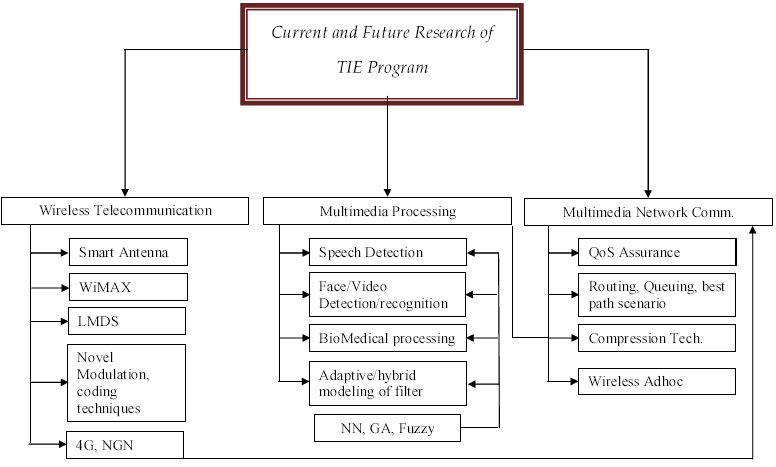 Current and Future Research of
TIE Program
Wireless Telecommunication
Smart Antenna
WiMAX
LMDS
Novel
Modulation,
coding
techniques
4G, NGN
Multimedia Processing
Speech Detection
Face/Video
Detection/recognition
BioMedical processing
Adaptive/hybrid
modeling of filter
NN, GA, Fuzzy
Multimedia Network Comm.
QoS Assurance
Routing, Queuing, best
path scenario
Compression Tech.
Wireless Adhoc